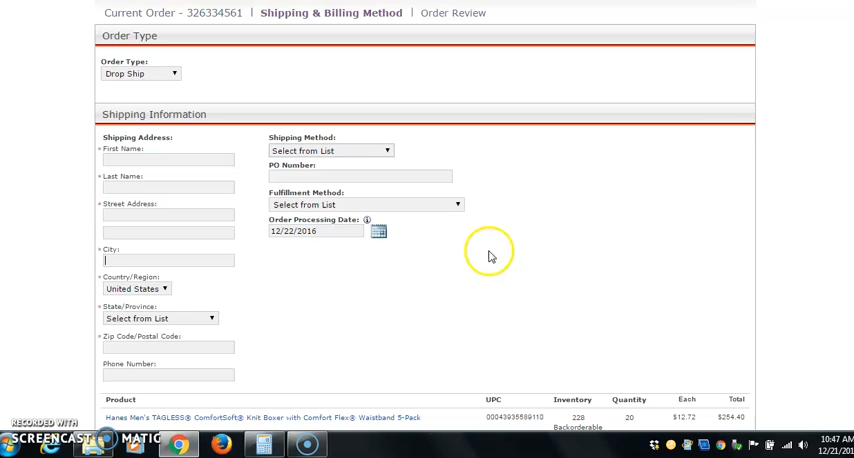 Current Order - 326334561 | Shipping & Billing Method | Order Review
Order Type
Order Type:
Drop Ship
Shipping Information
Shipping Address:
* First Name:
* Last Name:
* Street Address:
* City:
* Country/Region:
United States
* State/Province:
Select from List
* Zip Code/Postal Code:
Phone Number:
Shipping Method:
Select from List
PO Number:
Fulfillment Method:
Select from List
Order Processing Date:
12/22/2016
Product UPC Inventory Quantity Each Total
Hanes Men's TAGLESS® ComfortSoft® Knit Boxer with Comfort Flex® Waistband 5-Pack 00043935589110 228 20 $12.72 $254.40
Backorderable
RECORDED WITH
SCREENCAST MATIC
10:47 AM
12/21/201